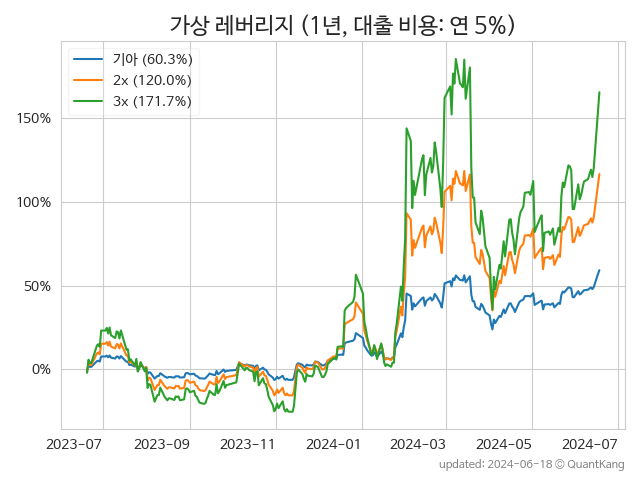 가상 레버리지 (1년, 대출 비용: 연 5%)
기아 (60.3%)
2x (120.0%)
3x (171.7%)
150%
100%
50%
0%
2023-07 2023-09 2023-11 2024-01 2024-03 2024-05 2024-07
updated: 2024-06-18 © QuantKang